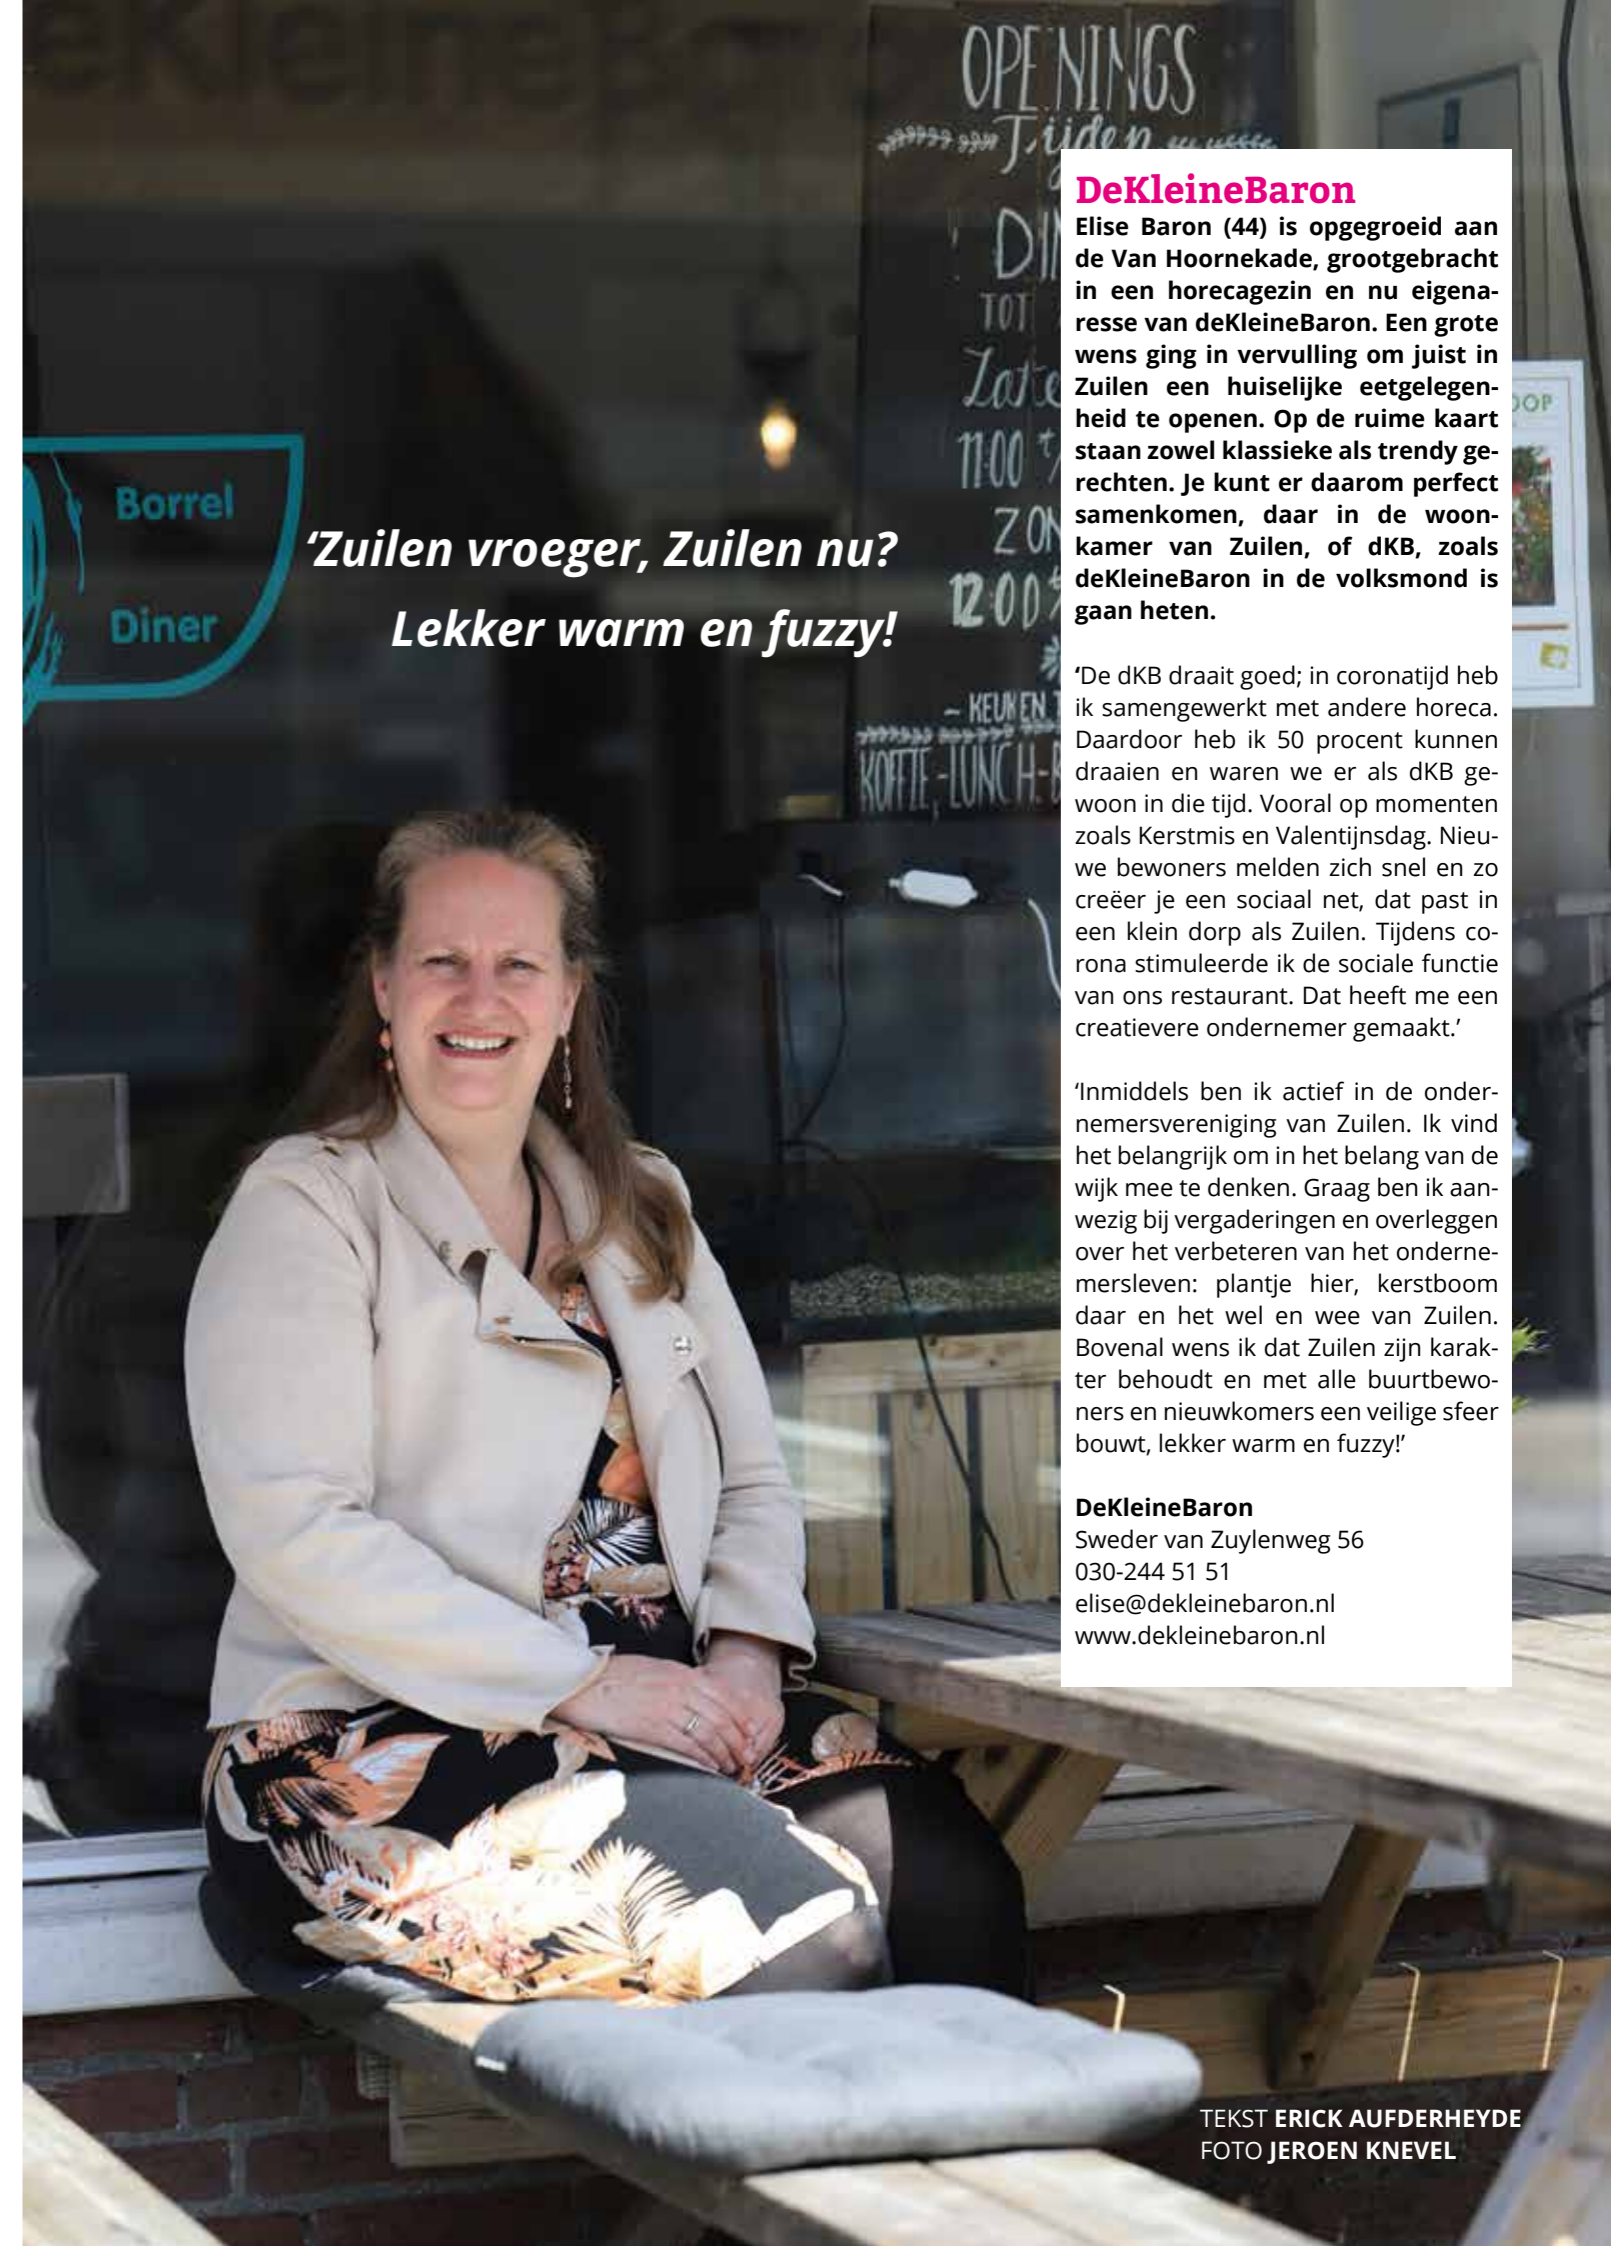 OPENINGS
Tijden
TOT
11:00
12:00
KOFFIE, LUNCH-
Borrel
Diner
‘Zuilen vroeger, Zuilen nu?
Lekker warm en fuzzy!
DeKleineBaron
Elise Baron (44) is opgegroeid aan
de Van Hoornekade, grootgebracht
in een horecagezin en nu eigena-
resse van deKleineBaron. Een grote
wens ging in vervulling om juist in
Zuilen een huiselijke eetgelegen-
heid te openen. Op de ruime kaart
staan zowel klassieke als trendy ge-
rechten. Je kunt er daarom perfect
samenkomen, daar in de woon-
kamer van Zuilen, of dKB, zoals
deKleineBaron in de volksmond is
gaan heten.
‘De dKB draait goed; in coronatijd heb
ik samengewerkt met andere horeca.
Daardoor heb ik 50 procent kunnen
draaien en waren we er als dKB ge-
woon in die tijd. Vooral op momenten
zoals Kerstmis en Valentijnsdag. Nieu-
we bewoners melden zich snel en zo
creëer je een sociaal net, dat past in
een klein dorp als Zuilen. Tijdens co-
rona stimuleerde ik de sociale functie
van ons restaurant. Dat heeft me een
creatievere ondernemer gemaakt.’
‘Inmiddels ben ik actief in de onder-
nemersvereniging van Zuilen. Ik vind
het belangrijk om in het belang van de
wijk mee te denken. Graag ben ik aan-
wezig bij vergaderingen en overleggen
over het verbeteren van het onderne-
mersleven: plantje hier, kerstboom
daar en het wel en wee van Zuilen.
Bovenal wens ik dat Zuilen zijn karak-
ter behoudt en met alle buurtbewo-
ners en nieuwkomers een veilige sfeer
bouwt, lekker warm en fuzzy!’
DeKleineBaron
Sweder van Zuylenweg 56
030-244 51 51
elise@dekleinebaron.nl
www.dekleinebaron.nl
TEKST ERICK AUFDERHEYDE
FOTO JEROEN KNEVEL